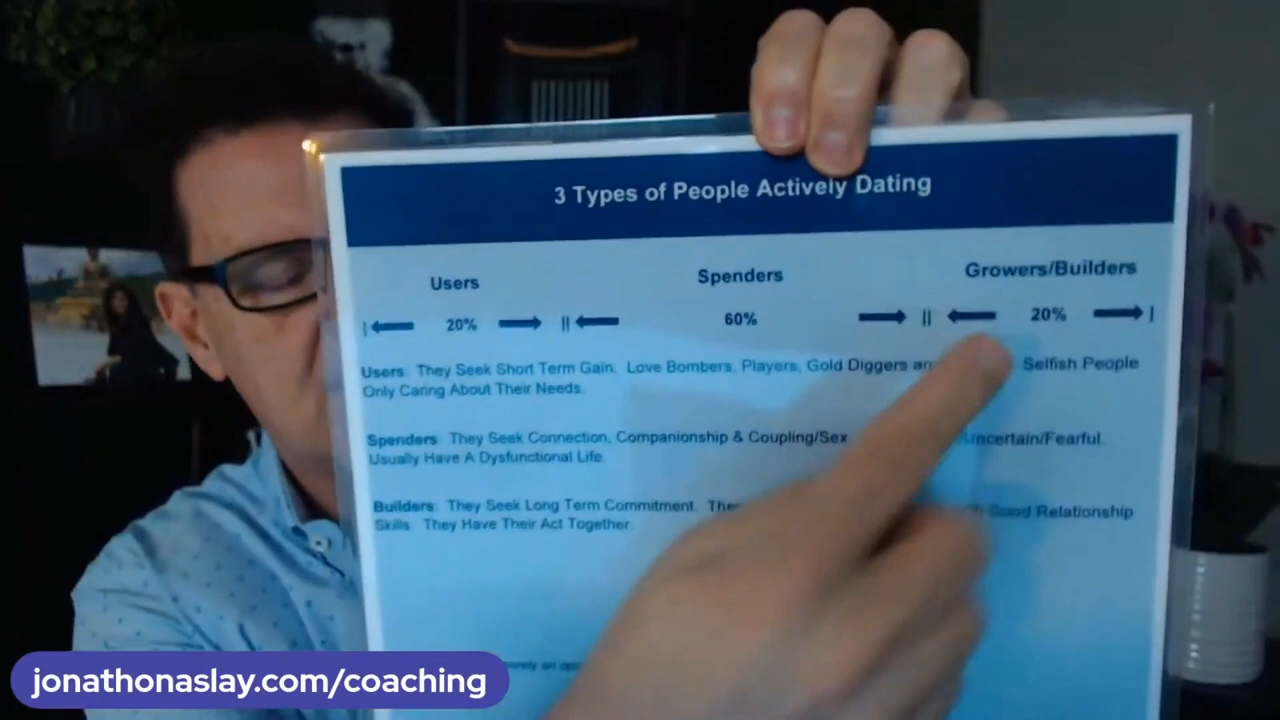 3 Types of People Actively Dating
Users Spenders Growers/Builders
20% 60% 20%
Users: They Seek Short Term Gain. Love Bombers, Players, Gold Diggers Selfish People
Only Caring About Their Needs.
Spenders: They Seek Connection, Companionship & Coupling/Sex Uncertain/Fearful.
Usually Have A Dysfunctional Life.
Builders: They Seek Long Term Commitment. Good Relationship
Skills. They Have Their Act Together.
jonathonaslay.com/coaching